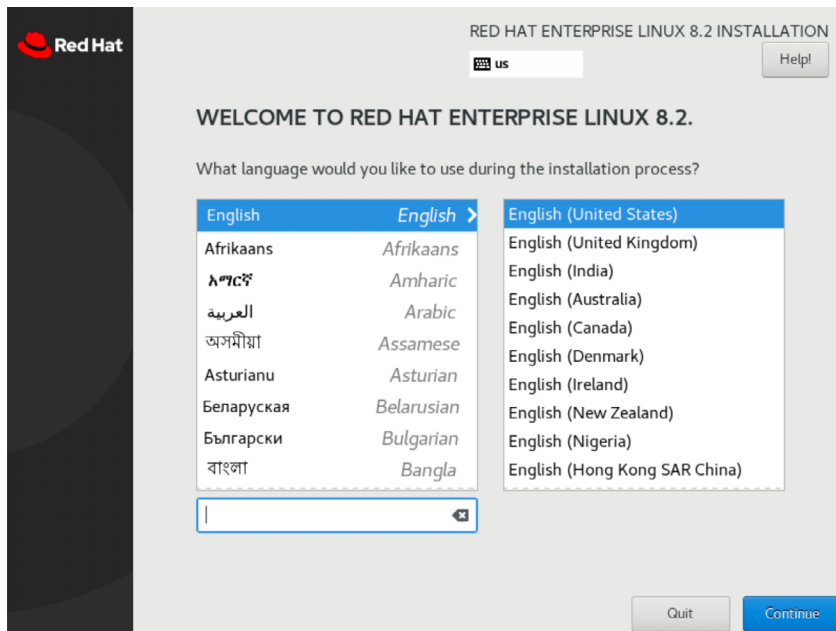 Red Hat
RED HAT ENTERPRISE LINUX 8.2 INSTALLATION
us
Help!
WELCOME TO RED HAT ENTERPRISE LINUX 8.2.
What language would you like to use during the installation process?
English English
Afrikaans Afrikaans
አማርኛ Amharic
العربية Arabic
অসমীয়া Assamese
Asturianu Asturian
Беларуская Belarusian
Български Bulgarian
বাংলা Bangla
English (United States)
English (United Kingdom)
English (India)
English (Australia)
English (Canada)
English (Denmark)
English (Ireland)
English (New Zealand)
English (Nigeria)
English (Hong Kong SAR China)
Quit
Continue